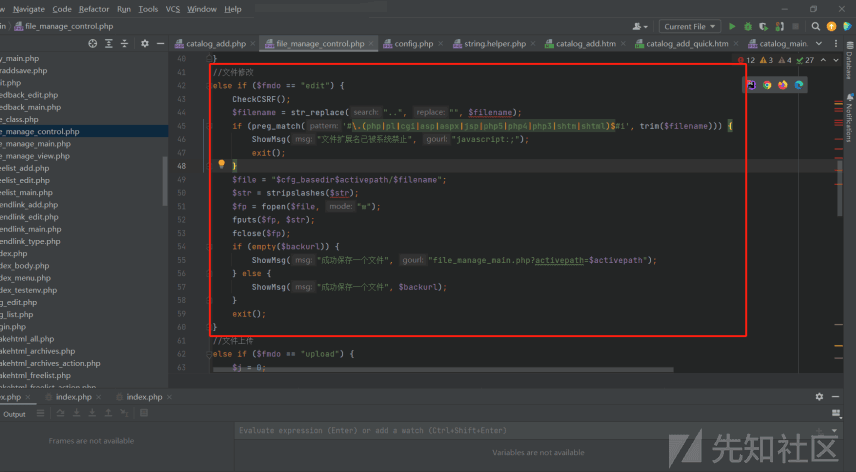 ew Navigate Code Refactor Run Tools VCS Window Help
in file_manage_control.php
Current File
catalog_add.php file_manage_control.php config.php string.helper.php catalog_add.htm catalog_add_quick.htm catalog_main.
12 3 4 27
y_main.php
raddsave.php
it.php
edback_edit.php
edback_main.php
e_class.php
e_manage_control.php
e_manage_main.php
e_manage_view.php
eelist_add.php
eelist_edit.php
eelist_main.php
endlink_add.php
endlink_edit.php
endlink_main.php
endlink_type.php
dex.php
dex_body.php
dex_menu.php
dex_testenv.php
g_edit.php
g_list.php
gin.php
akehtml_all.php
akehtml_archives.php
akehtml_archives_action.php
akehtml_freelist.php
akehtml_freelist_action.php
40 }
41 //文件修改
42 else if ($fmdo == "edit") {
43 CheckCSRF();
44 $filename = str_replace( search: "..", replace: "", $filename);
45 if (preg_match( pattern: '#\.(php|pl|cgi|asp|aspx|jsp|php5|php4|php3|shtm|shtml)$#i', trim($filename))) {
46 ShowMsg( msg: "文件扩展名已被系统禁止", gourl: "javascript:;");
47 exit();
48 }
49 $file = "$cfg_basedir$activepath/$filename";
50 $str = stripslashes($str);
51 $fp = fopen($file, mode: "w");
52 fputs($fp, $str);
53 fclose($fp);
54 if (empty($backurl)) {
55 ShowMsg( msg: "成功保存一个文件", gourl: "file_manage_main.php?activepath=$activepath");
56 } else {
57 ShowMsg( msg: "成功保存一个文件", $backurl);
58 }
59 exit();
60 }
61 //文件上传
62 else if ($fmdo == "upload") {
63 $j = 0;
Database
Notifications
ex.php index.php index.php
Output
Frames are not available
Evaluate expression (Enter) or add a watch (Ctrl+Shift+Enter)
Variables are not available
先知社区